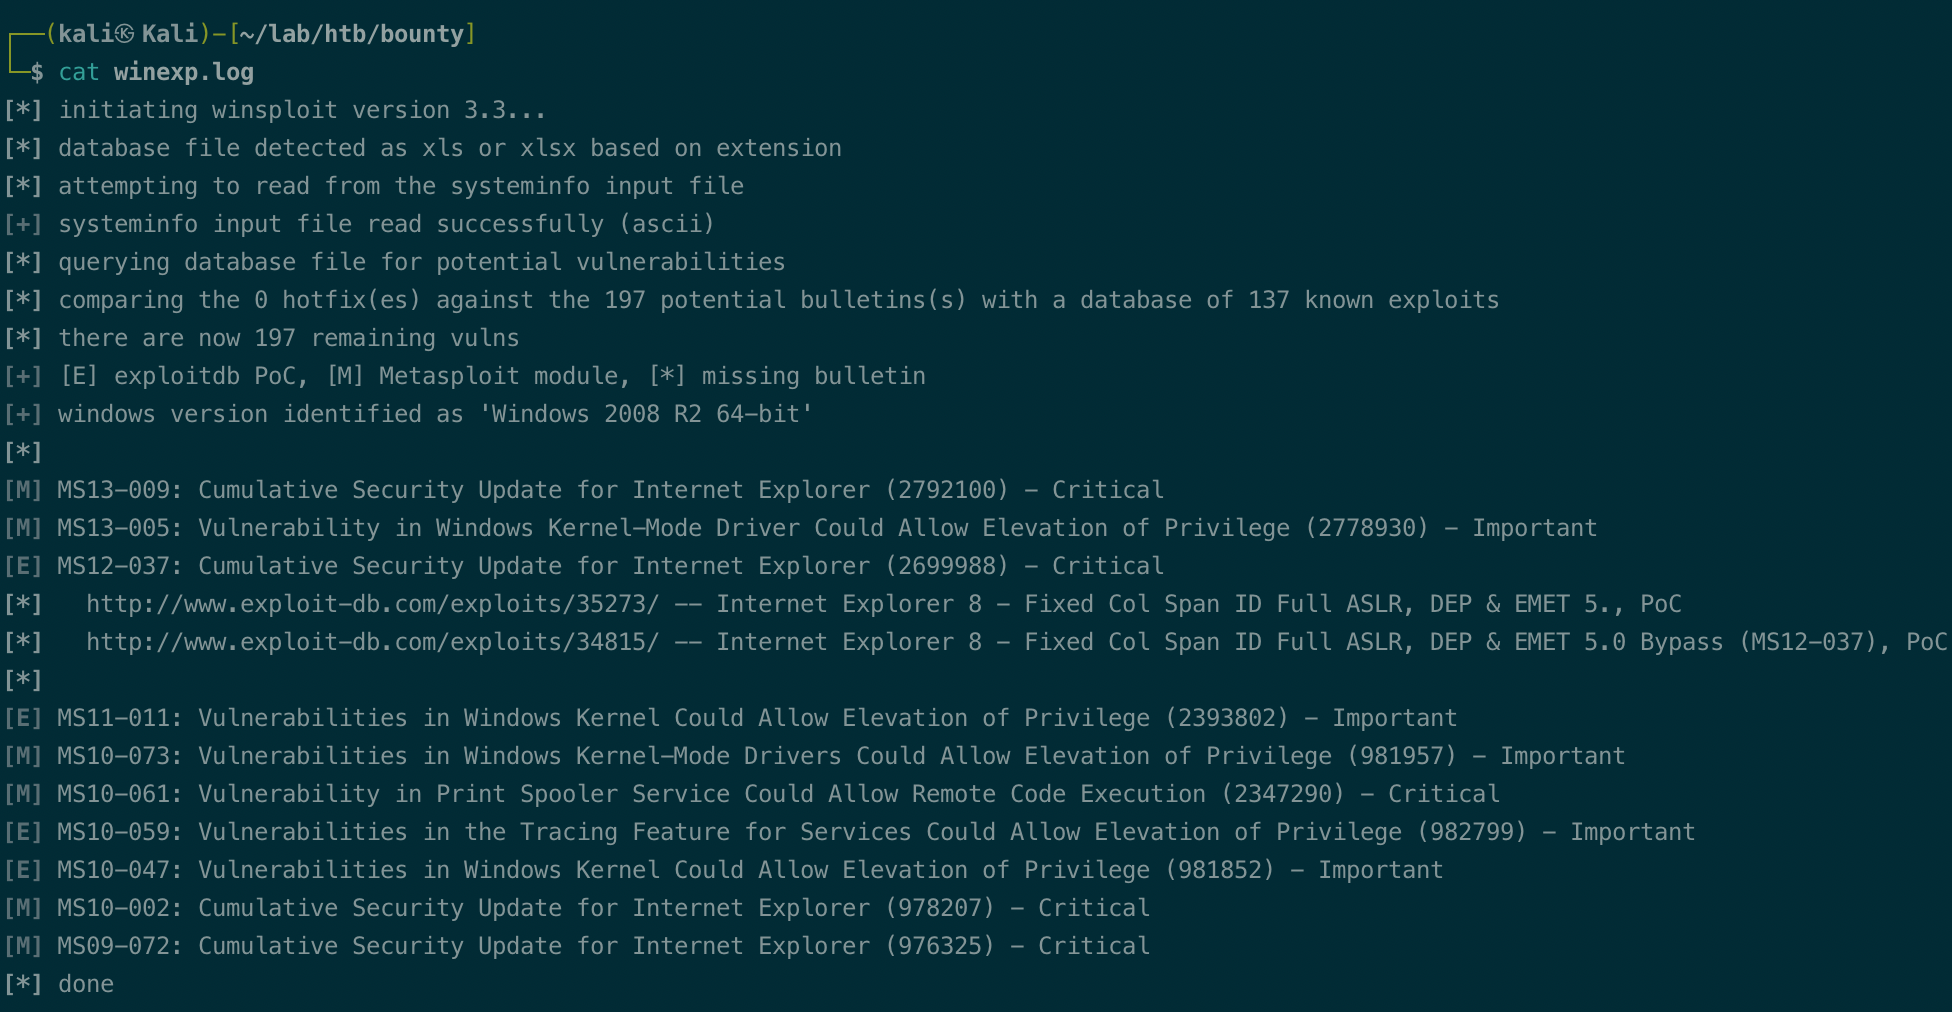 ┌──(kali㉿Kali)-[~/lab/htb/bounty]
└─$ cat winexp.log
[*] initiating winsploit version 3.3...
[*] database file detected as xls or xlsx based on extension
[*] attempting to read from the systeminfo input file
[+] systeminfo input file read successfully (ascii)
[*] querying database file for potential vulnerabilities
[*] comparing the 0 hotfix(es) against the 197 potential bulletins(s) with a database of 137 known exploits
[*] there are now 197 remaining vulns
[+] [E] exploitdb PoC, [M] Metasploit module, [*] missing bulletin
[+] windows version identified as 'Windows 2008 R2 64-bit'
[*]
[M] MS13-009: Cumulative Security Update for Internet Explorer (2792100) - Critical
[M] MS13-005: Vulnerability in Windows Kernel-Mode Driver Could Allow Elevation of Privilege (2778930) - Important
[E] MS12-037: Cumulative Security Update for Internet Explorer (2699988) - Critical
[*]   http://www.exploit-db.com/exploits/35273/ -- Internet Explorer 8 - Fixed Col Span ID Full ASLR, DEP & EMET 5., PoC
[*]   http://www.exploit-db.com/exploits/34815/ -- Internet Explorer 8 - Fixed Col Span ID Full ASLR, DEP & EMET 5.0 Bypass (MS12-037), PoC
[*]
[E] MS11-011: Vulnerabilities in Windows Kernel Could Allow Elevation of Privilege (2393802) - Important
[M] MS10-073: Vulnerabilities in Windows Kernel-Mode Drivers Could Allow Elevation of Privilege (981957) - Important
[M] MS10-061: Vulnerability in Print Spooler Service Could Allow Remote Code Execution (2347290) - Critical
[E] MS10-059: Vulnerabilities in the Tracing Feature for Services Could Allow Elevation of Privilege (982799) - Important
[E] MS10-047: Vulnerabilities in Windows Kernel Could Allow Elevation of Privilege (981852) - Important
[M] MS10-002: Cumulative Security Update for Internet Explorer (978207) - Critical
[M] MS09-072: Cumulative Security Update for Internet Explorer (976325) - Critical
[*] done